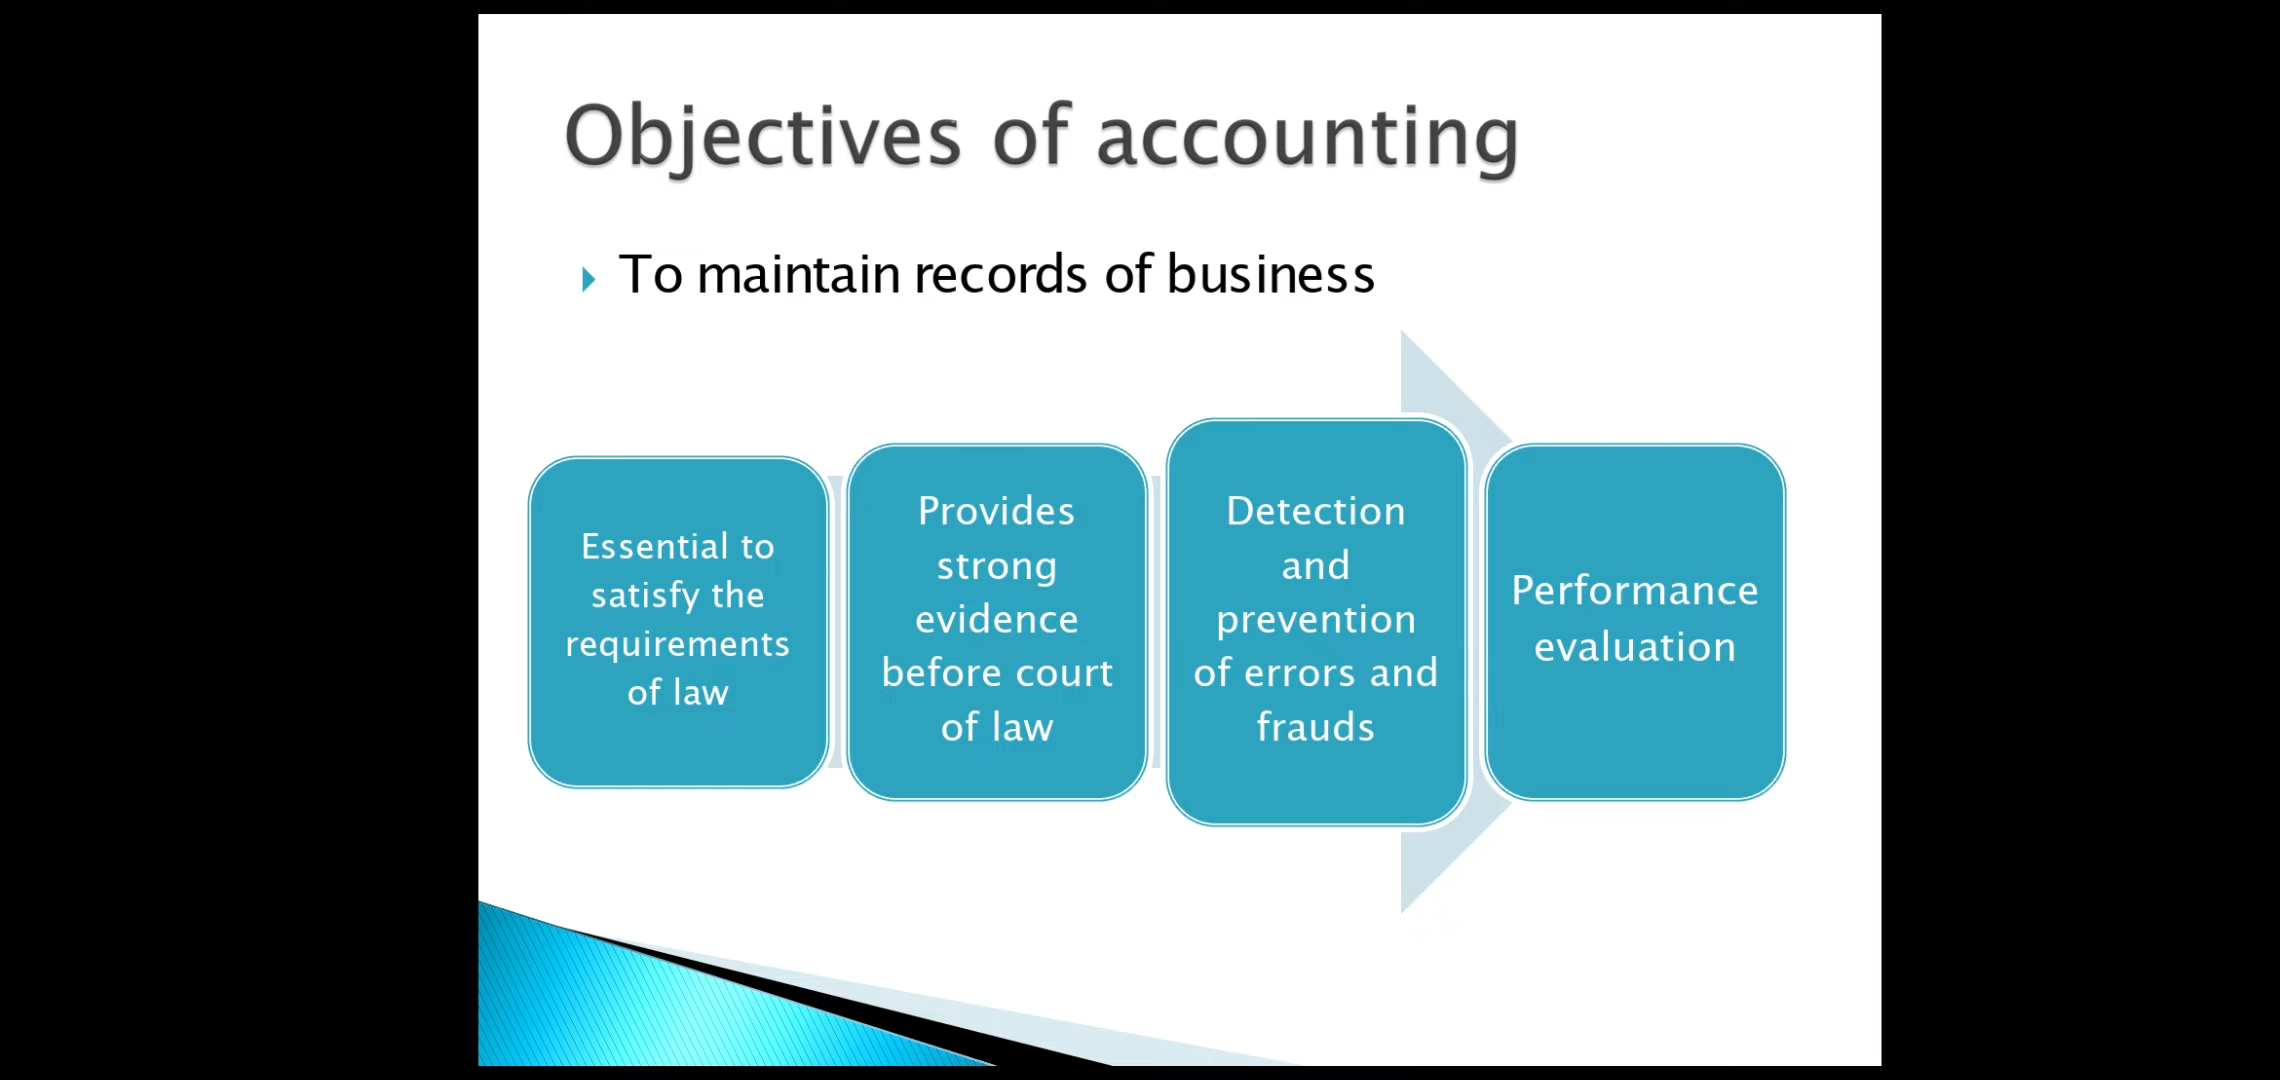 Objectives of accounting
To maintain records of business
Essential to
satisfy the
requirements
of law
Provides
strong
evidence
before court
of law
Detection
and
prevention
of errors and
frauds
Performance
evaluation